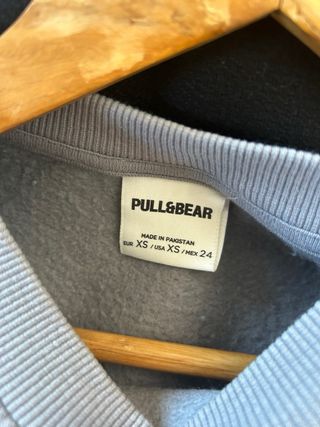 PULL&BEAR
MADE IN PAKISTAN
EUR XS / USA XS / MEX 24